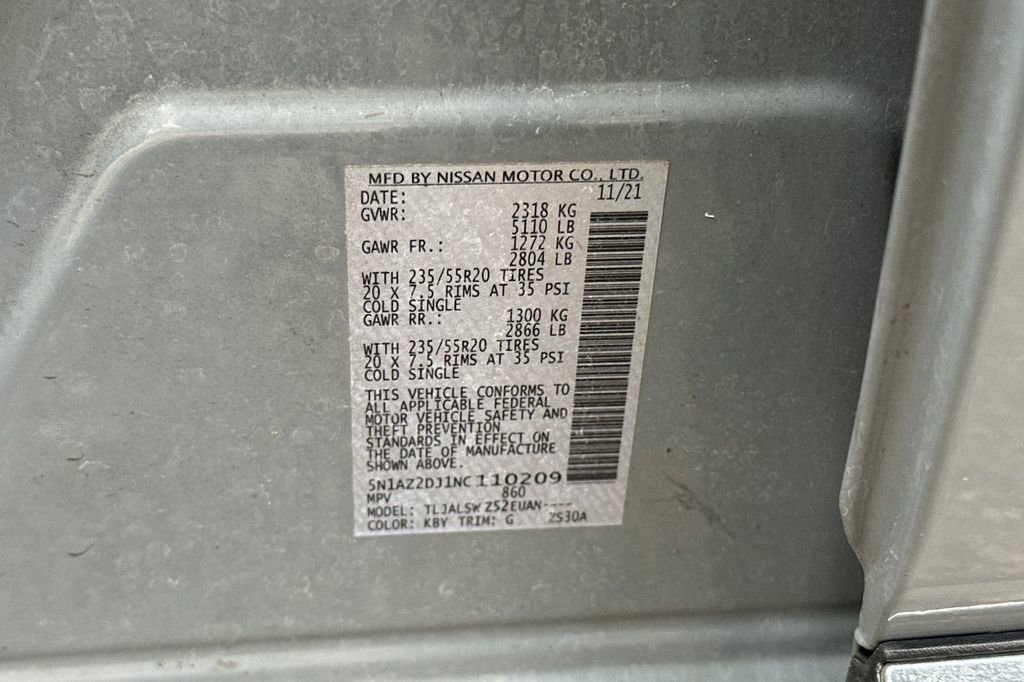 MFD BY NISSAN MOTOR CO., LTD.
DATE: 11/21
GVWR: 2318 KG
5110 LB
GAWR FR.: 1272 KG
2804 LB
WITH 235/55R20 TIRES
20 X 7.5 RIMS AT 35 PSI
COLD SINGLE
GAWR RR.: 1300 KG
2866 LB
WITH 235/55R20 TIRES
20 X 7.5 RIMS AT 35 PSI
COLD SINGLE
THIS VEHICLE CONFORMS TO
ALL APPLICABLE FEDERAL
MOTOR VEHICLE SAFETY AND
THEFT PREVENTION
STANDARDS IN EFFECT ON
THE DATE OF MANUFACTURE
SHOWN ABOVE.
5N1AZ2DJ1NC110209
MPV 860
MODEL: TLJALSW Z52EUAN----
COLOR: KBY TRIM: G ZS30A